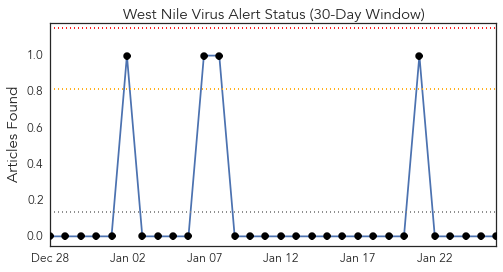 West Nile Virus Alert Status (30-Day Window)
Articles Found
1.0
0.8
0.6
0.4
0.2
0.0
Dec 28 Jan 02 Jan 07 Jan 12 Jan 17 Jan 22